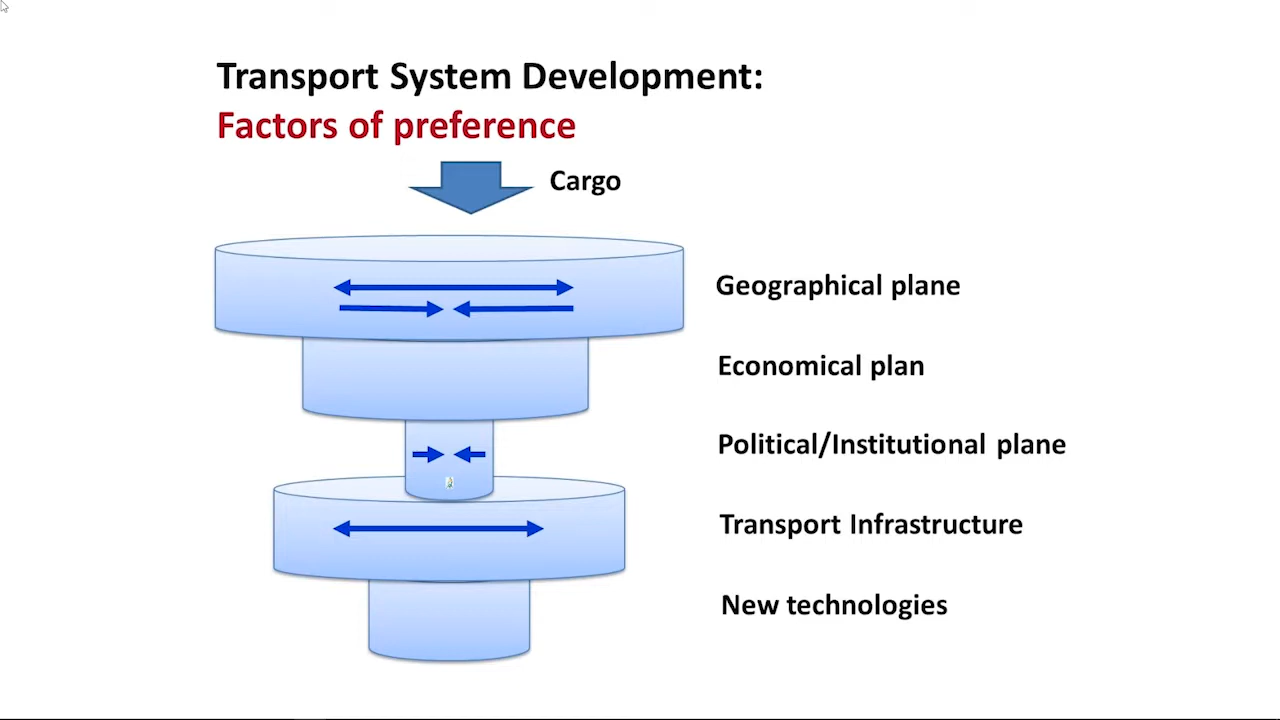 Transport System Development:
Factors of preference
Cargo
Geographical plane
Economical plan
Political/Institutional plane
Transport Infrastructure
New technologies